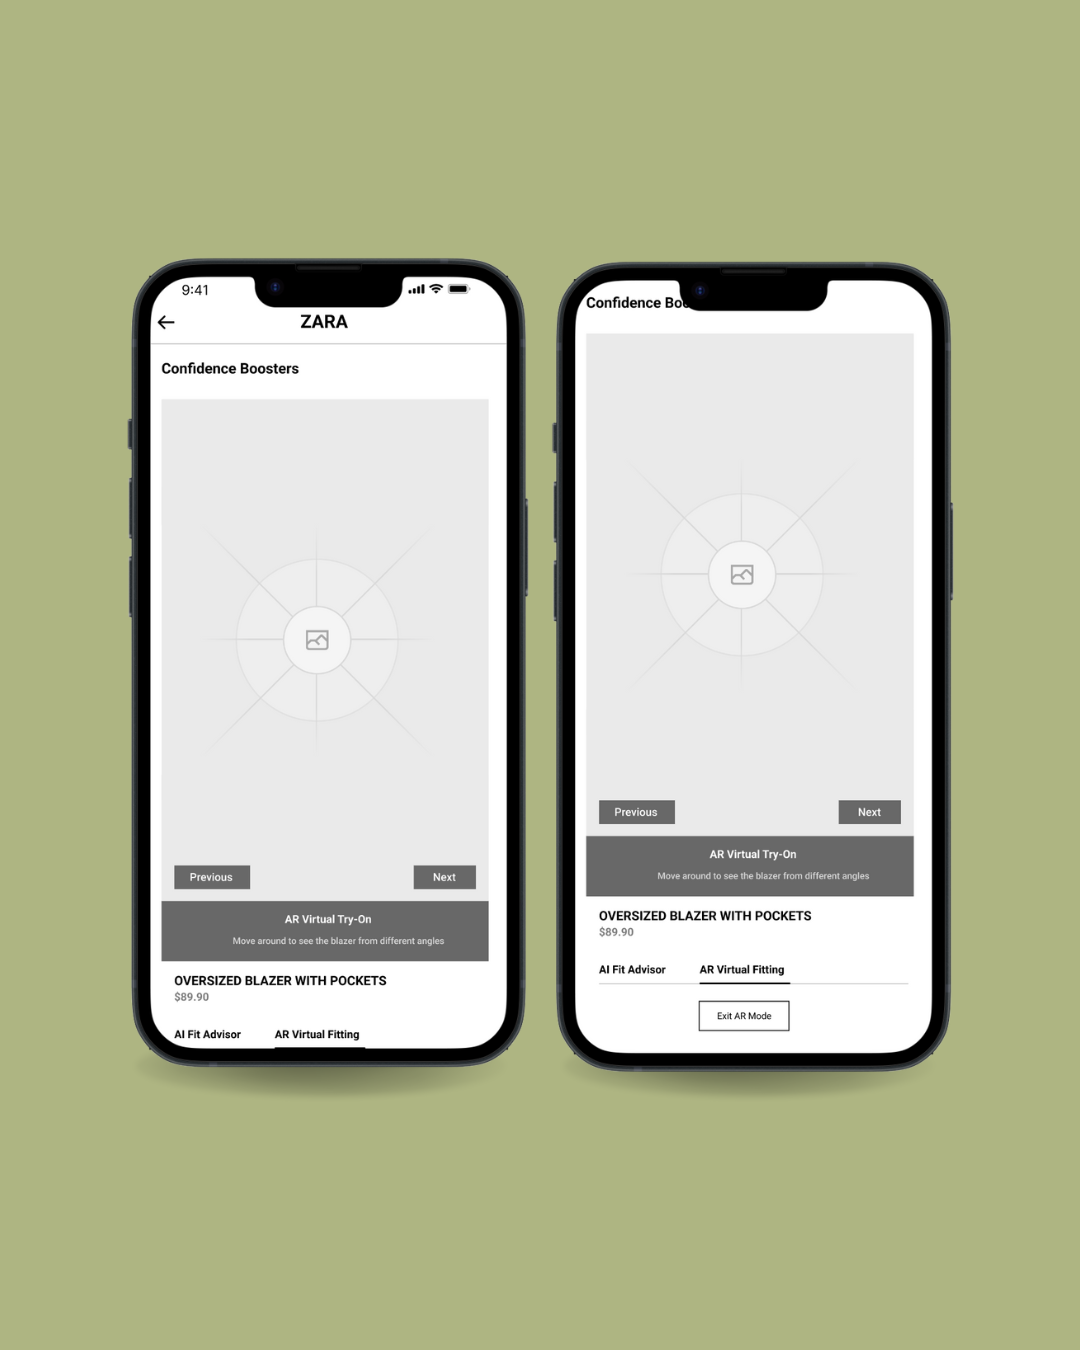 9:41
ZARA
Confidence Boosters
Previous
Next
AR Virtual Try-On
Move around to see the blazer from different angles
OVERSIZED BLAZER WITH POCKETS
$89.90
AI Fit Advisor
AR Virtual Fitting
Confidence Boo
Previous
Next
AR Virtual Try-On
Move around to see the blazer from different angles
OVERSIZED BLAZER WITH POCKETS
$89.90
AI Fit Advisor
AR Virtual Fitting
Exit AR Mode